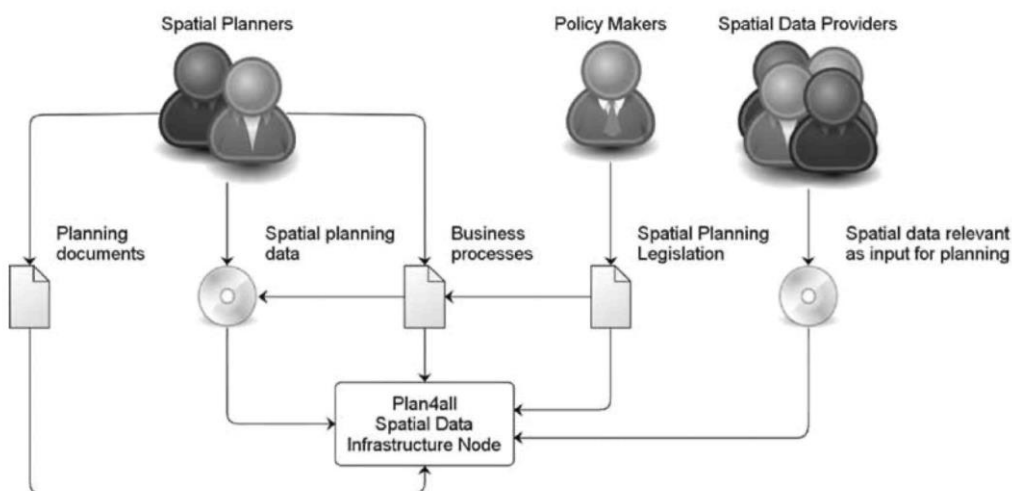 Spatial Planners
Policy Makers
Spatial Data Providers
Planning
documents
Spatial planning
data
Business
processes
Spatial Planning
Legislation
Spatial data relevant
as input for planning
Plan4all
Spatial Data
Infrastructure Node